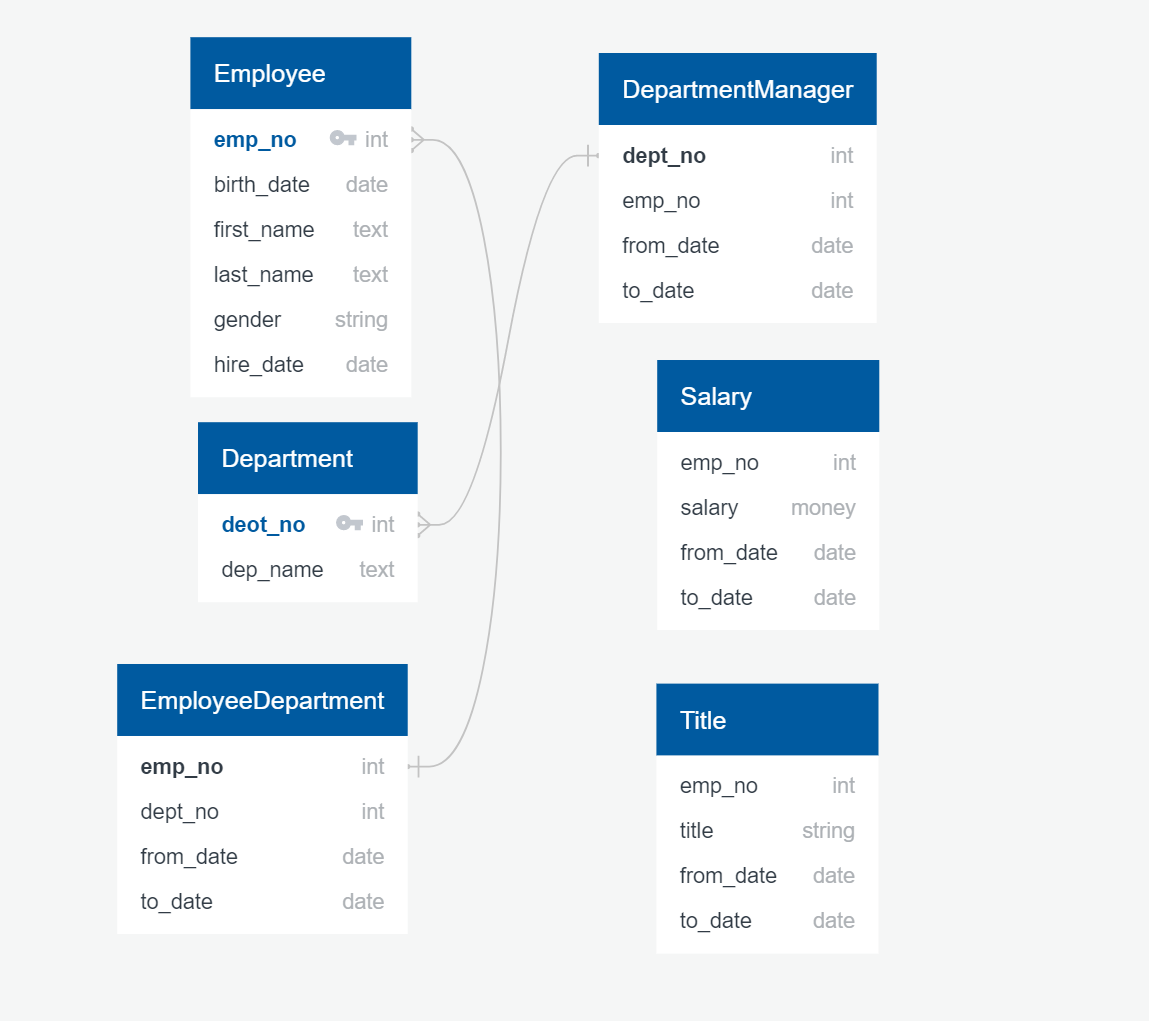 Employee
emp_no int
birth_date date
first_name text
last_name text
gender string
hire_date date
DepartmentManager
dept_no int
emp_no int
from_date date
to_date date
Department
deot_no int
dep_name text
Salary
emp_no int
salary money
from_date date
to_date date
EmployeeDepartment
emp_no int
dept_no int
from_date date
to_date date
Title
emp_no int
title string
from_date date
to_date date